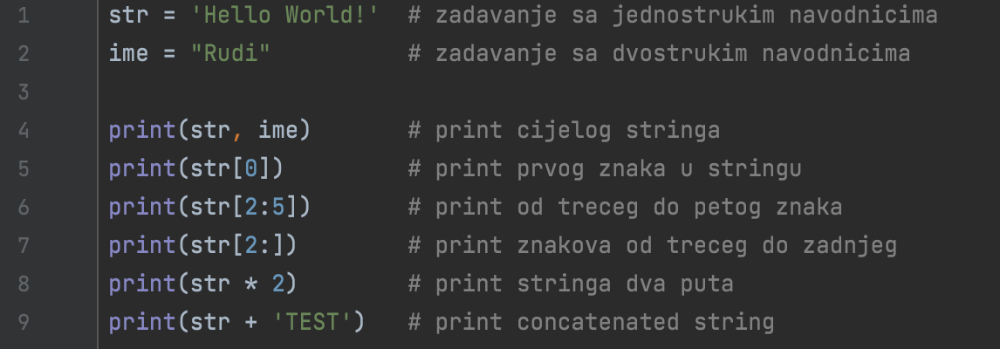 1 str = 'Hello World!'  # zadavanje sa jednostrukim navodnicima
2 ime = "Rudi"          # zadavanje sa dvostrukim navodnicima
3
4 print(str, ime)       # print cijelog stringa
5 print(str[0])         # print prvog znaka u stringu
6 print(str[2:5])       # print od treceg do petog znaka
7 print(str[2:])        # print znakova od treceg do zadnjeg
8 print(str * 2)        # print stringa dva puta
9 print(str + 'TEST')   # print concatenated string